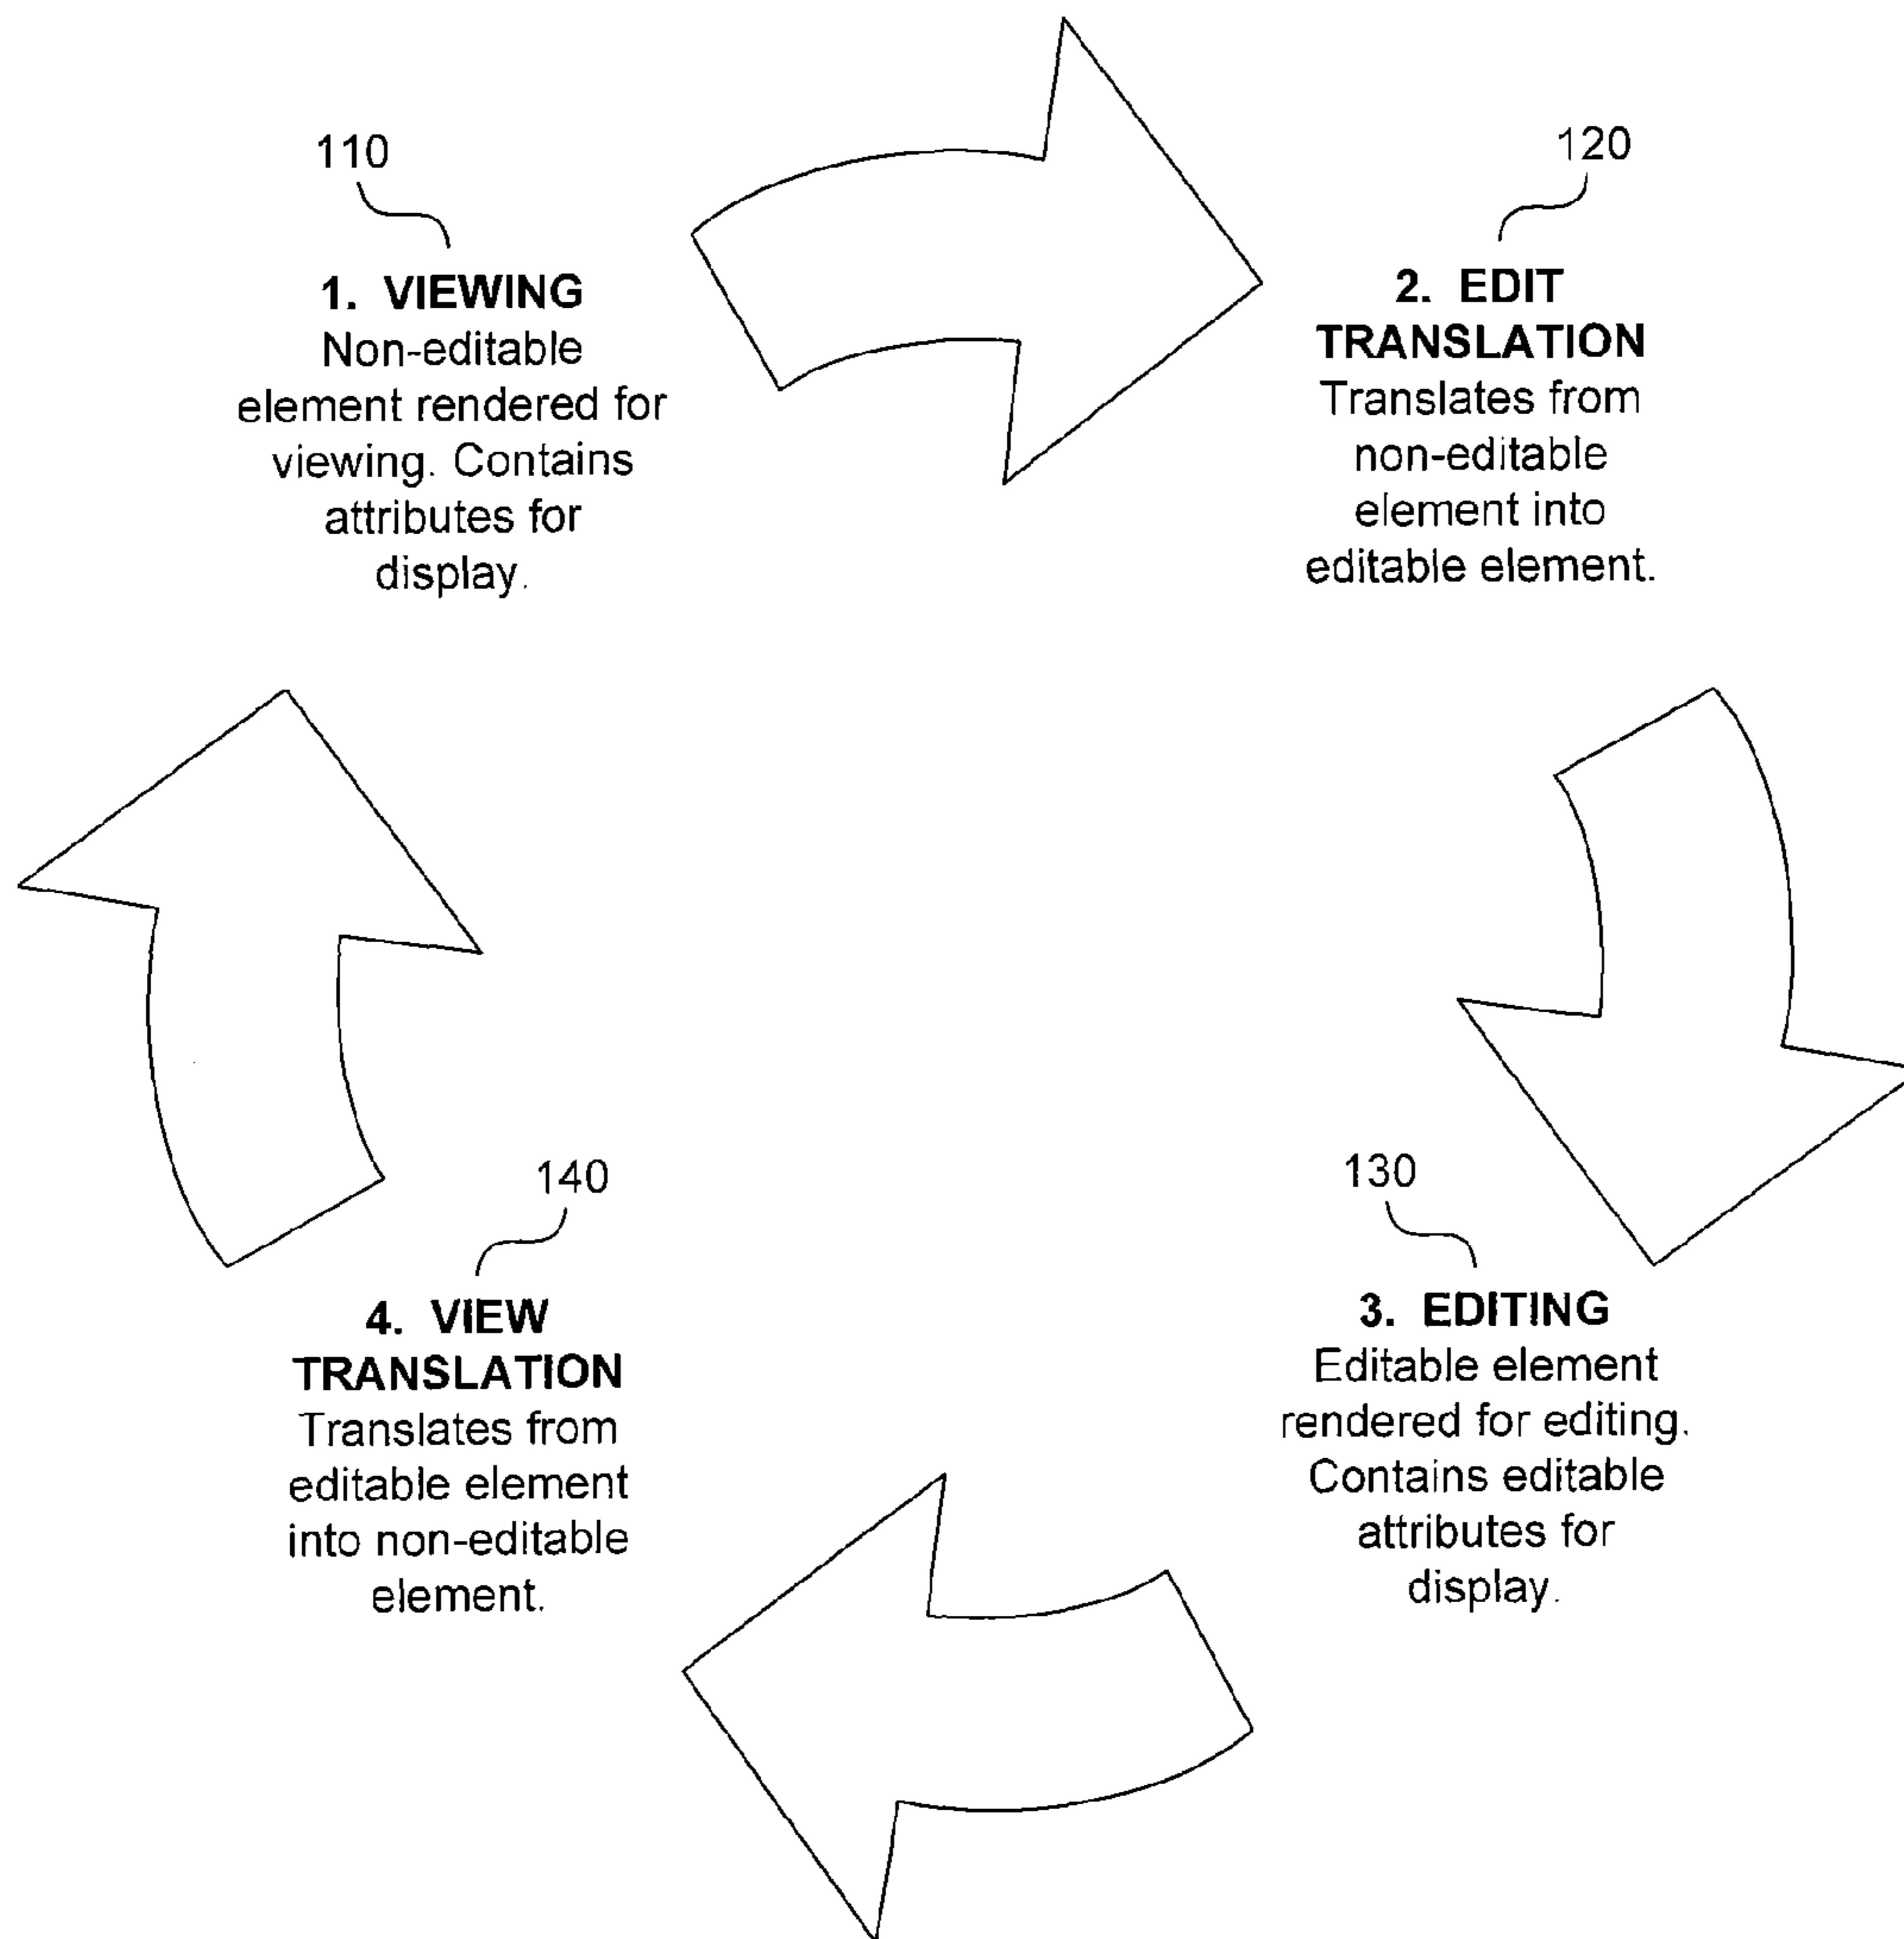 110
1. VIEWING
Non-editable
element rendered for
viewing. Contains
attributes for
display.
120
2. EDIT
TRANSLATION
Translates from
non-editable
element into
editable element.
130
3. EDITING
Editable element
rendered for editing.
Contains editable
attributes for
display.
140
4. VIEW
TRANSLATION
Translates from
editable element
into non-editable
element.